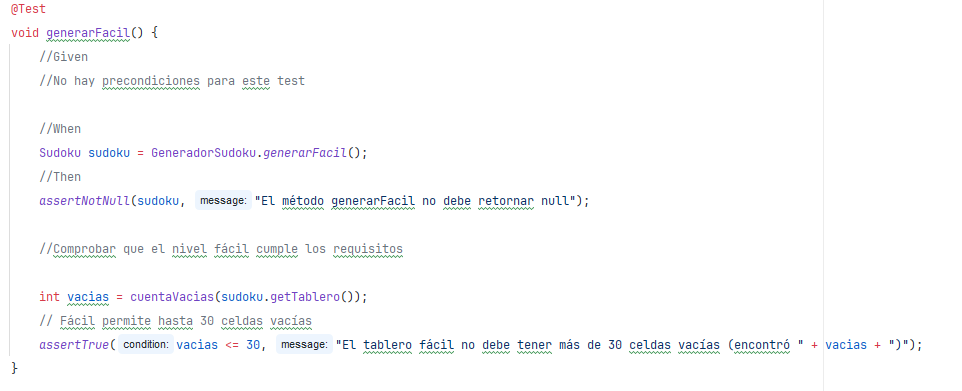 @Test
void generarFacil() {
//Given
//No hay precondiciones para este test
//When
Sudoku sudoku = GeneradorSudoku.generarFacil();
//Then
assertNotNull(sudoku, message: "El método generarFacil no debe retornar null");
//Comprobar que el nivel fácil cumple los requisitos
int vacias = cuentaVacias(sudoku.getTablero());
// Fácil permite hasta 30 celdas vacías
assertTrue( condition: vacias <= 30, message: "El tablero fácil no debe tener más de 30 celdas vacías (encontró " + vacias + ")");
}